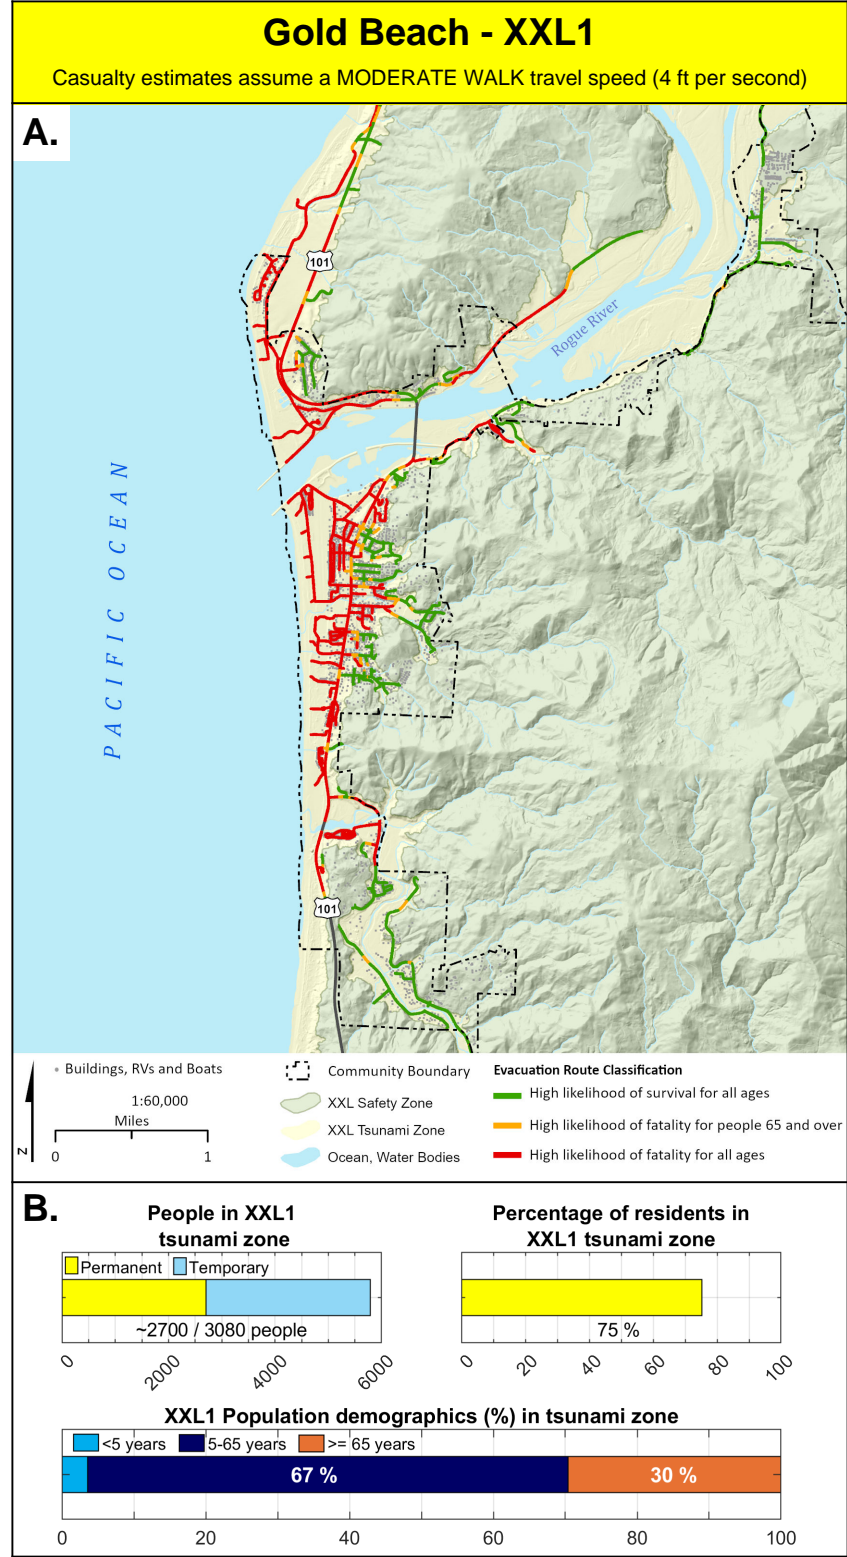 Gold Beach - XXL1
Casualty estimates assume a MODERATE WALK travel speed (4 ft per second)
A.
101
Rogue River
PACIFIC OCEAN
101
Buildings, RVs and Boats
1:60,000
Miles
0 1
N
Community Boundary
XXL Safety Zone
XXL Tsunami Zone
Ocean, Water Bodies
Evacuation Route Classification
High likelihood of survival for all ages
High likelihood of fatality for people 65 and over
High likelihood of fatality for all ages
B.
People in XXL1
tsunami zone
Permanent Temporary
~2700 / 3080 people
0 2000 4000 6000
Percentage of residents in
XXL1 tsunami zone
75 %
0 20 40 60 80 100
XXL1 Population demographics (%) in tsunami zone
<5 years 5-65 years >= 65 years
67 % 30 %
0 20 40 60 80 100